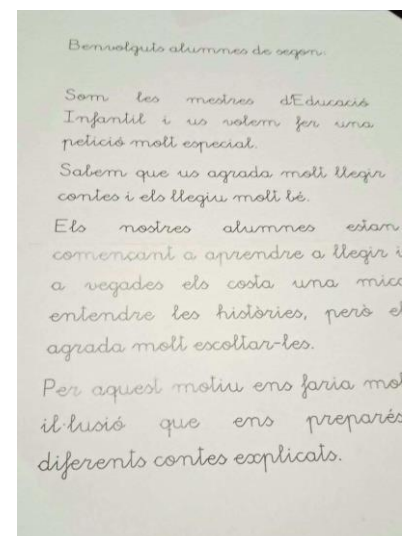 Benvolguts alumnes de segon:
Som les mestres d'Educació
Infantil i us volem fer una
petició molt especial.
Sabem que us agrada molt llegir
contes i els llegiu molt bé.
Els nostres alumnes estan
començant a aprendre a llegir i
a vegades els costa una mica
entendre les històries, però el
agrada molt escoltar-les.
Per aquest motiu ens faria mol
il·lusió que ens preparés
diferents contes explicats.